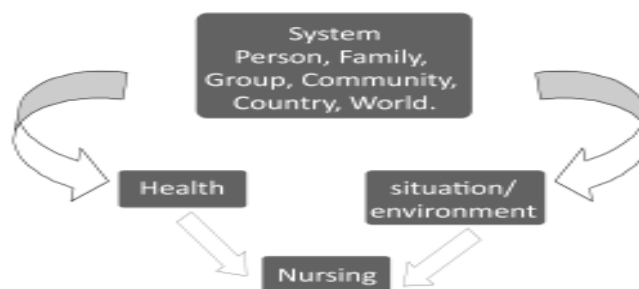 System
Person, Family,
Group, Community,
Country, World.
Health
situation/
environment
Nursing